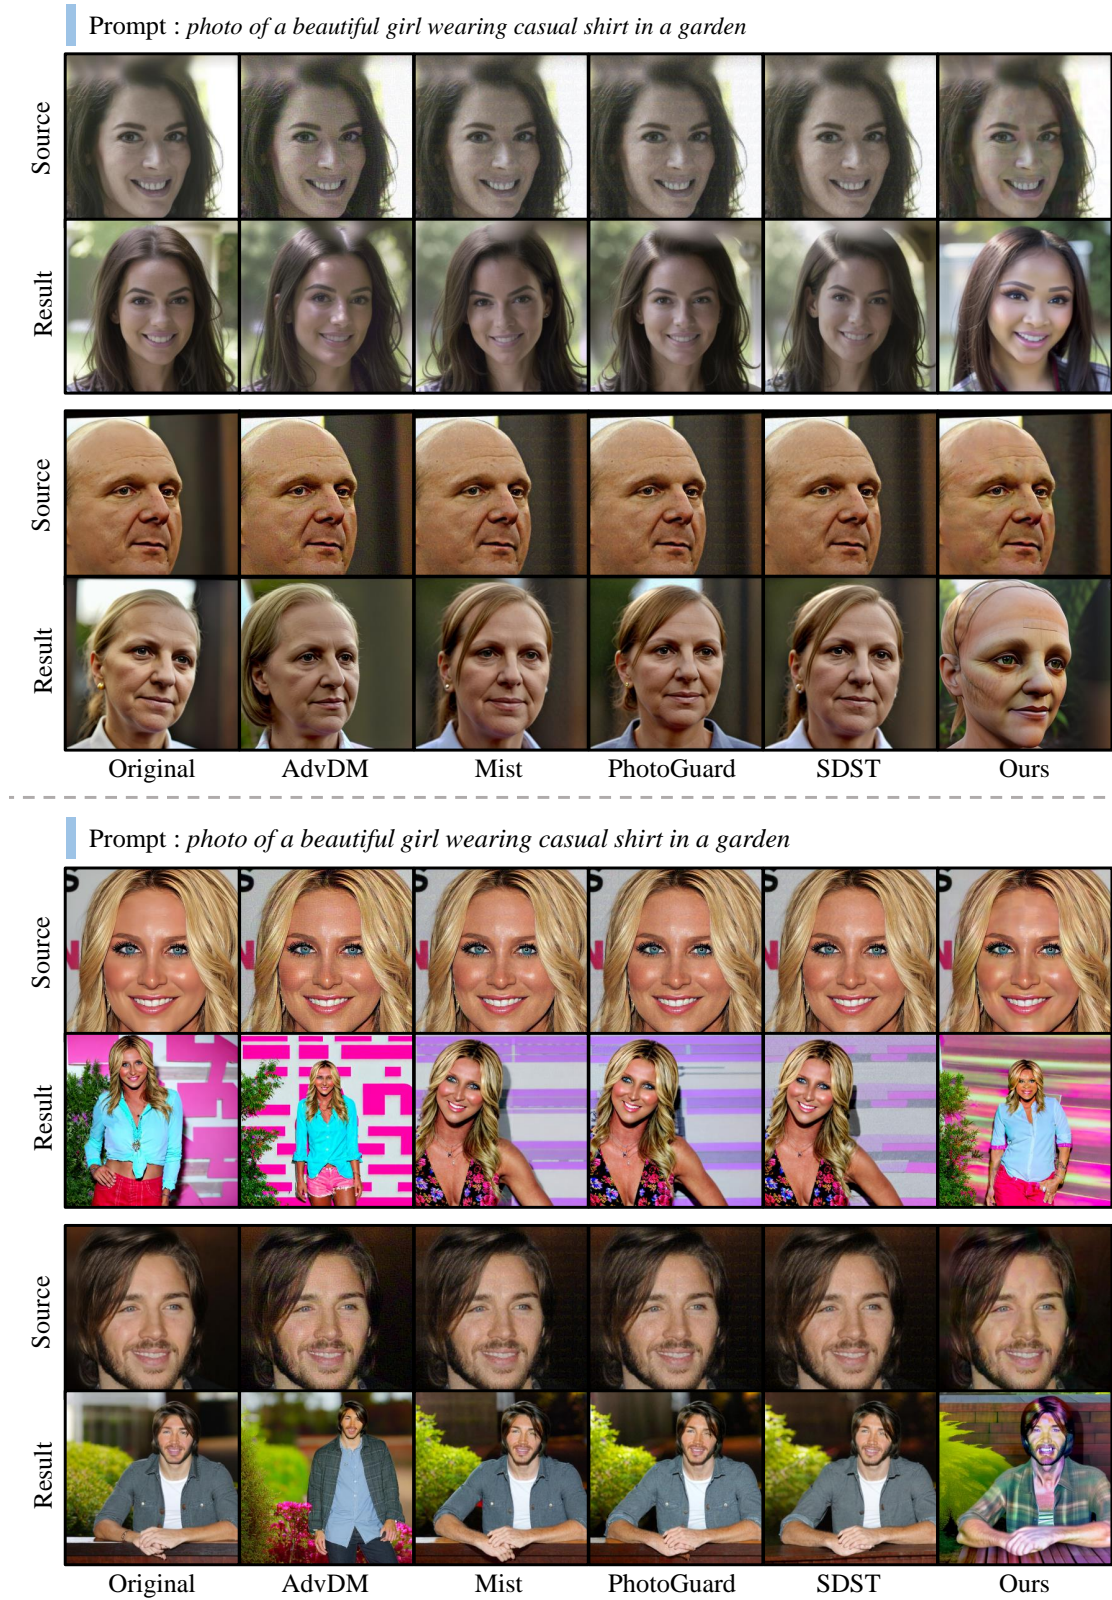 Prompt : photo of a beautiful girl wearing casual shirt in a garden
Source
Result
Source
Result
Original AdvDM Mist PhotoGuard SDST Ours
Prompt : photo of a beautiful girl wearing casual shirt in a garden
Source
Result
Source
Result
Original AdvDM Mist PhotoGuard SDST Ours